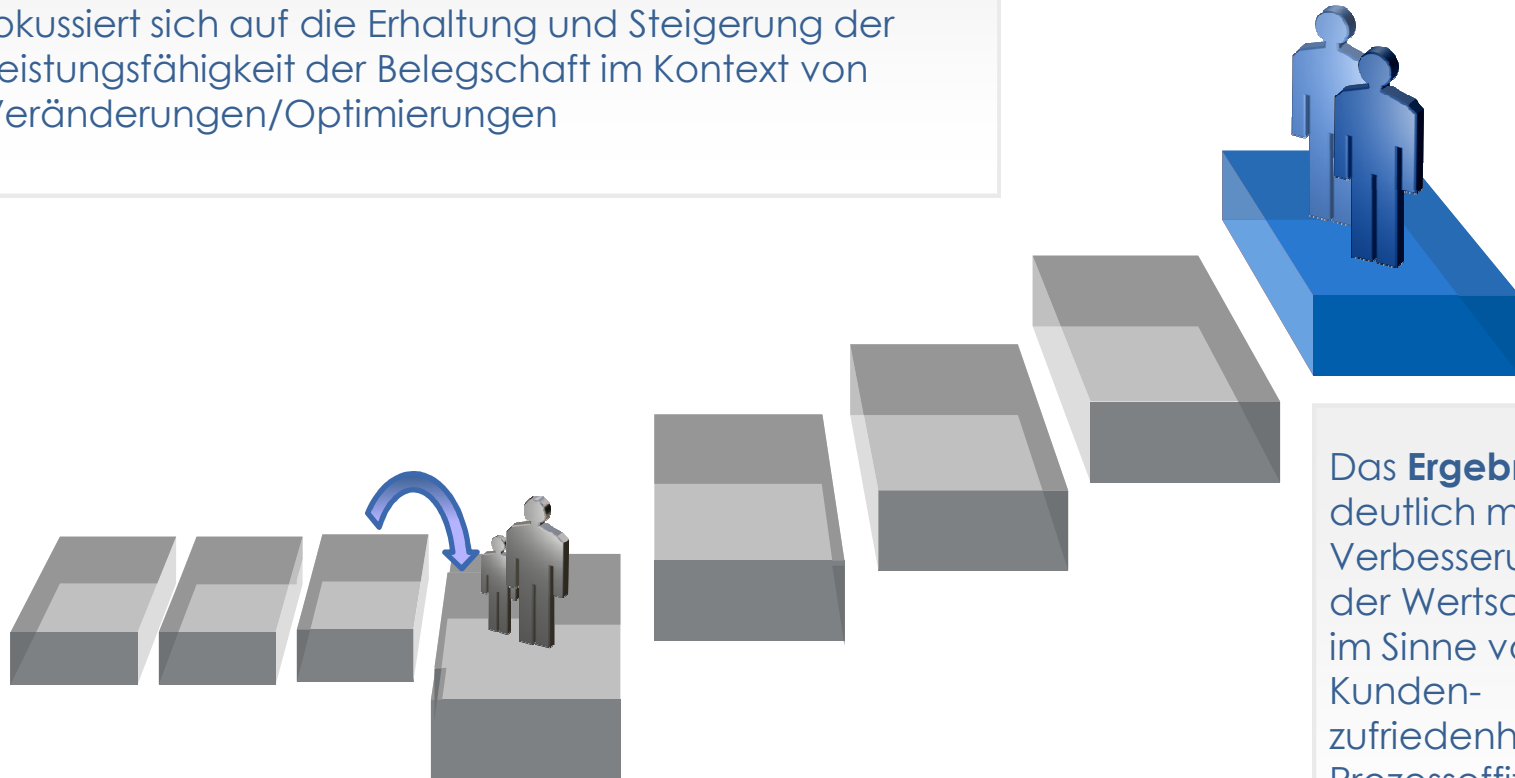 okussiert sich auf die Erhaltung und Steigerung der
eistungsfähigkeit der Belegschaft im Kontext von
Veränderungen/Optimierungen
Das Ergebn
deutlich m
Verbesseru
der Wertsc
im Sinne vo
Kunden-
zufriedenh